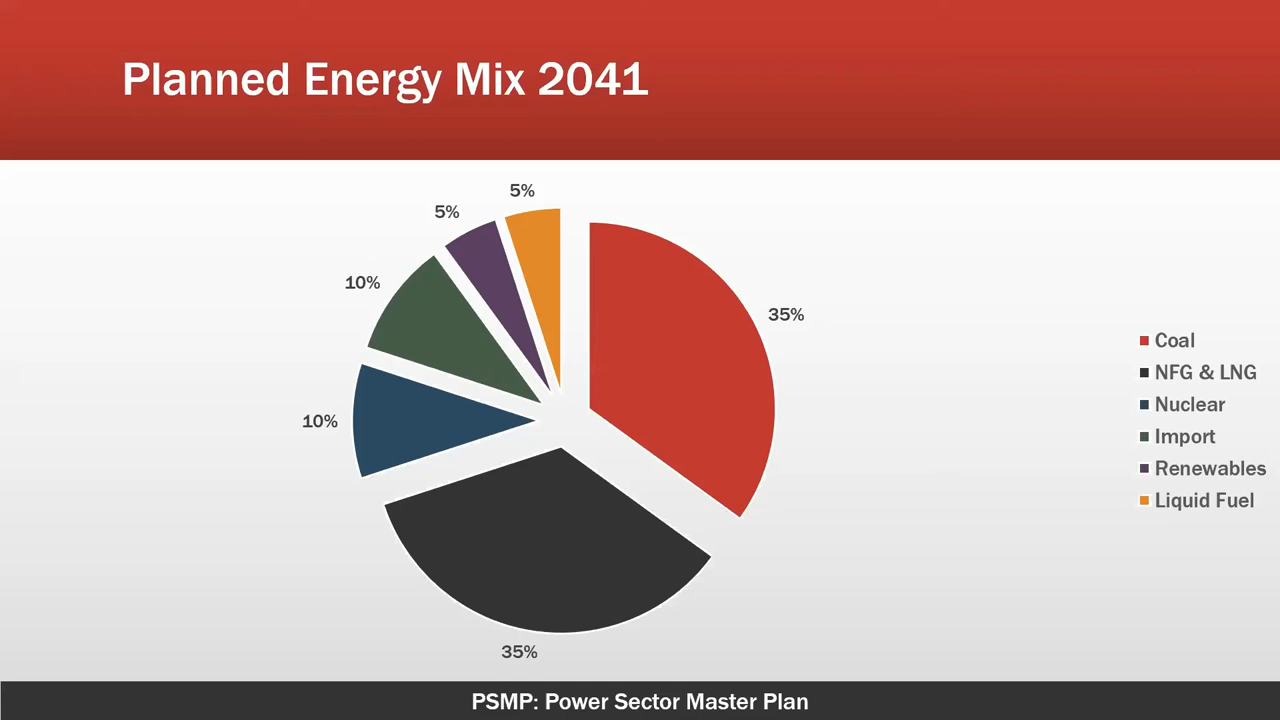 Planned Energy Mix 2041
5%
5%
10%
10%
35%
35%
Coal
NFG & LNG
Nuclear
Import
Renewables
Liquid Fuel
PSMP: Power Sector Master Plan